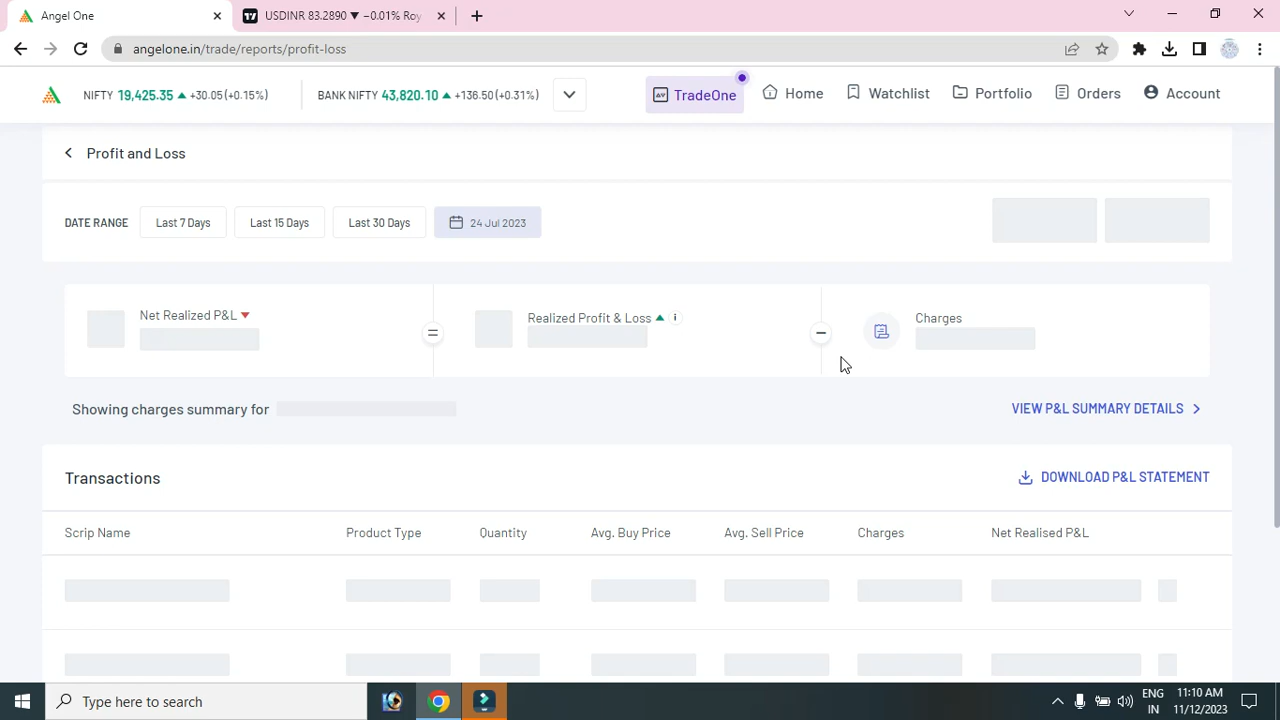 Angel One
USDINR 83.2890 ▼ −0.01% Roy
angelone.in/trade/reports/profit-loss
NIFTY 19,425.35 ▲ +30.05(+0.15%)
BANK NIFTY 43,820.10 ▲ +136.50(+0.31%)
TradeOne
Home
Watchlist
Portfolio
Orders
Account
Profit and Loss
DATE RANGE
Last 7 Days
Last 15 Days
Last 30 Days
24 Jul 2023
Net Realized P&L ▼
=
Realized Profit & Loss ▲ i
−
Charges
Showing charges summary for
VIEW P&L SUMMARY DETAILS >
Transactions
DOWNLOAD P&L STATEMENT
Scrip Name Product Type Quantity Avg. Buy Price Avg. Sell Price Charges Net Realised P&L
Type here to search
ENG
IN
11:10 AM
11/12/2023